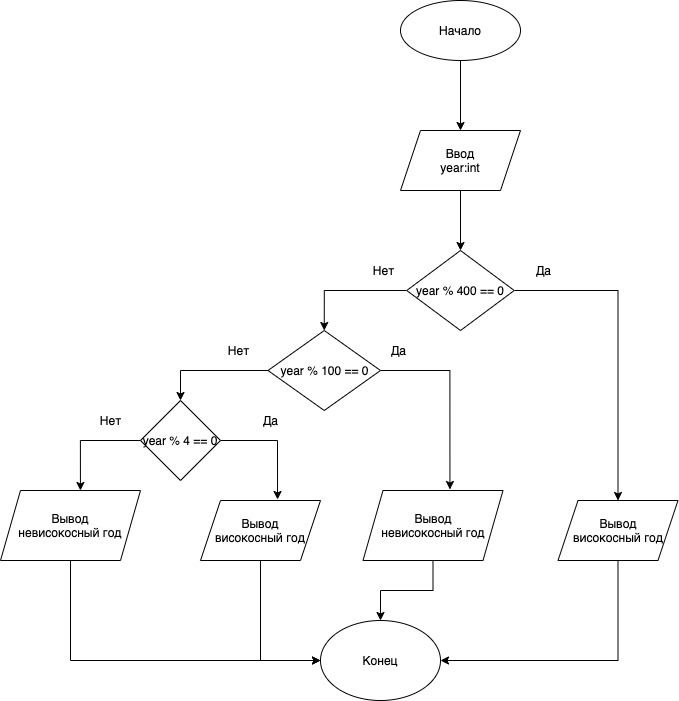 Начало
Ввод
year:int
Нет
Да
year % 400 == 0
Нет
Да
year % 100 == 0
Нет
Да
year % 4 == 0
Вывод
невисокосный год
Вывод
високосный год
Вывод
невисокосный год
Вывод
високосный год
Конец